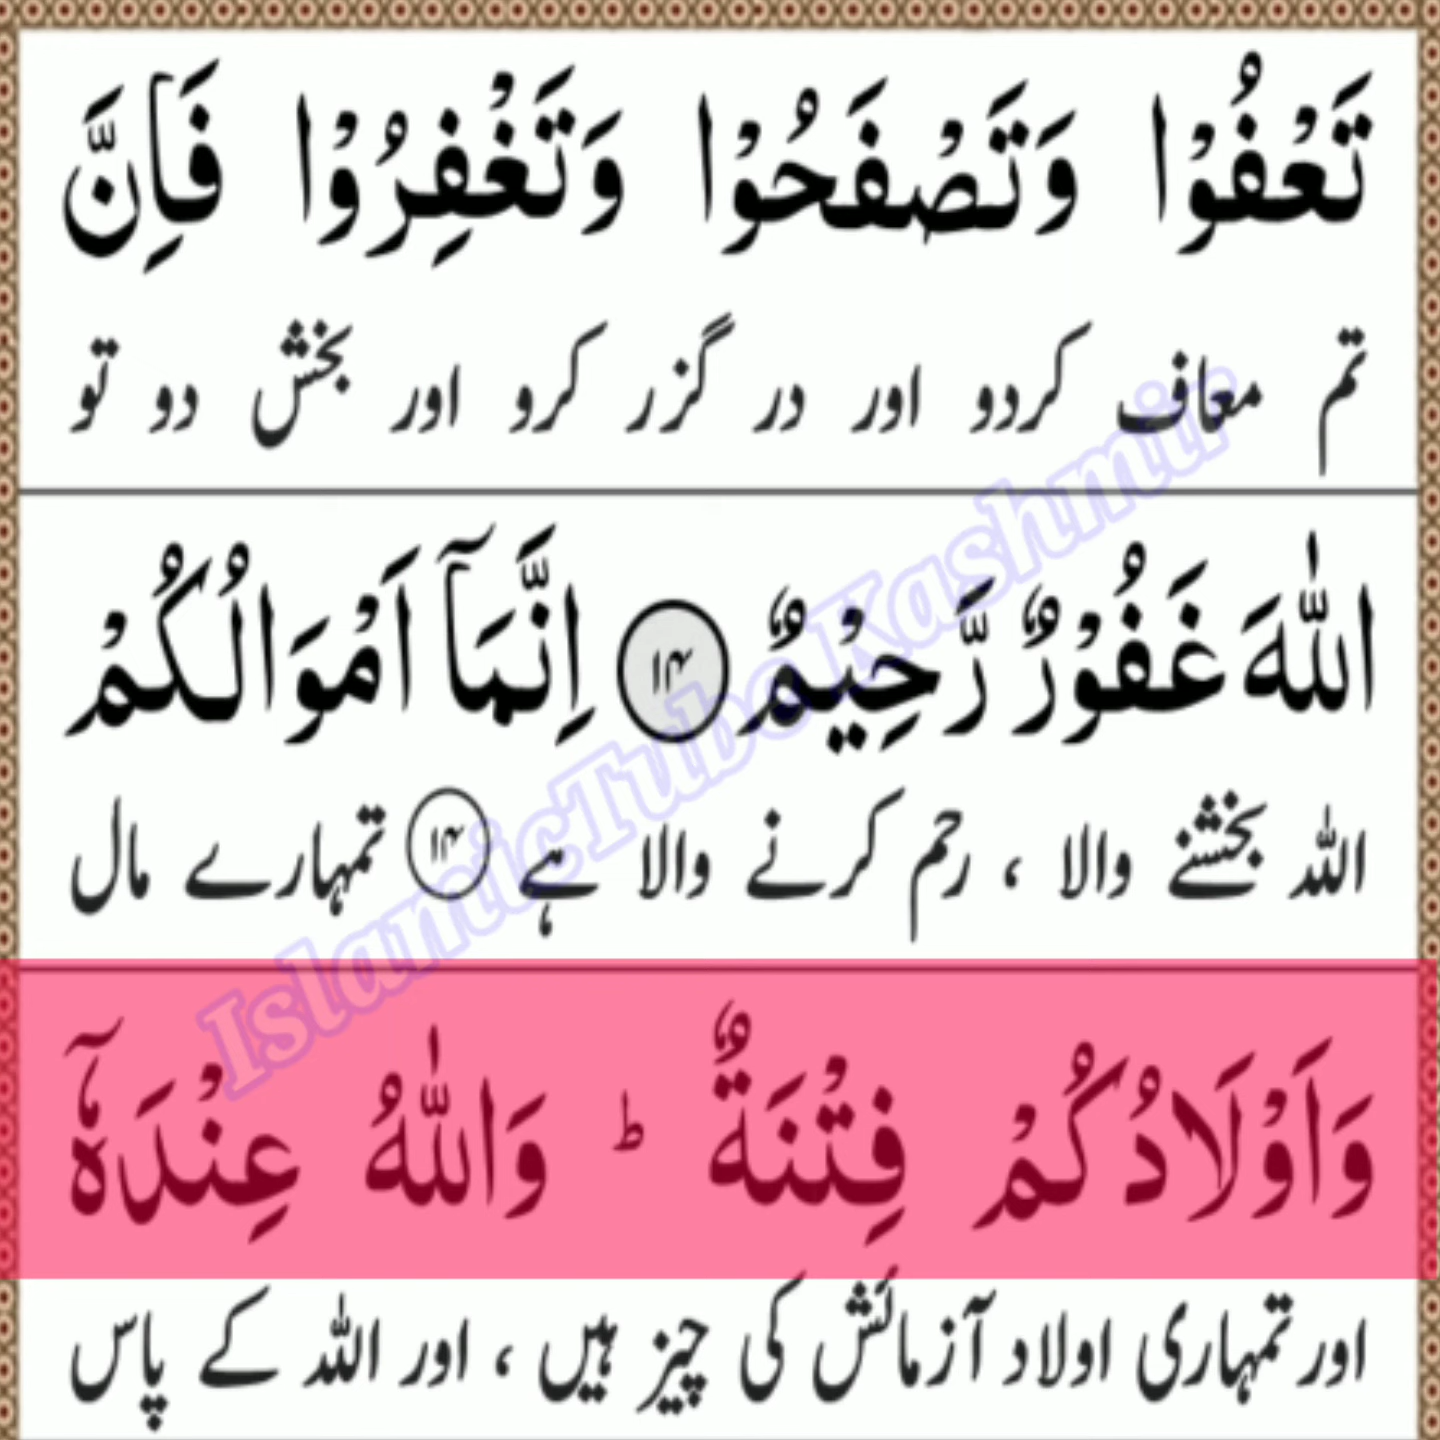 تَعْفُوْا وَتَصْفَحُوْا وَتَغْفِرُوْا فَاِنَّ
تم معاف کردو اور در گزر کرو اور بخش دو تو
اللّٰهَ غَفُوْرٌ رَّحِيْمٌ ۱۴ اِنَّمَآ اَمْوَالُكُمْ
اللہ بخشنے والا ، رحم کرنے والا ہے ۱۴ تمہارے مال
وَاَوْلَادُكُمْ فِتْنَةٌ ؕ وَاللّٰهُ عِنْدَهٗٓ
اور تمہاری اولاد آزمائش کی چیز ہیں ، اور اللہ کے پاس
IslamicTubeKashmir